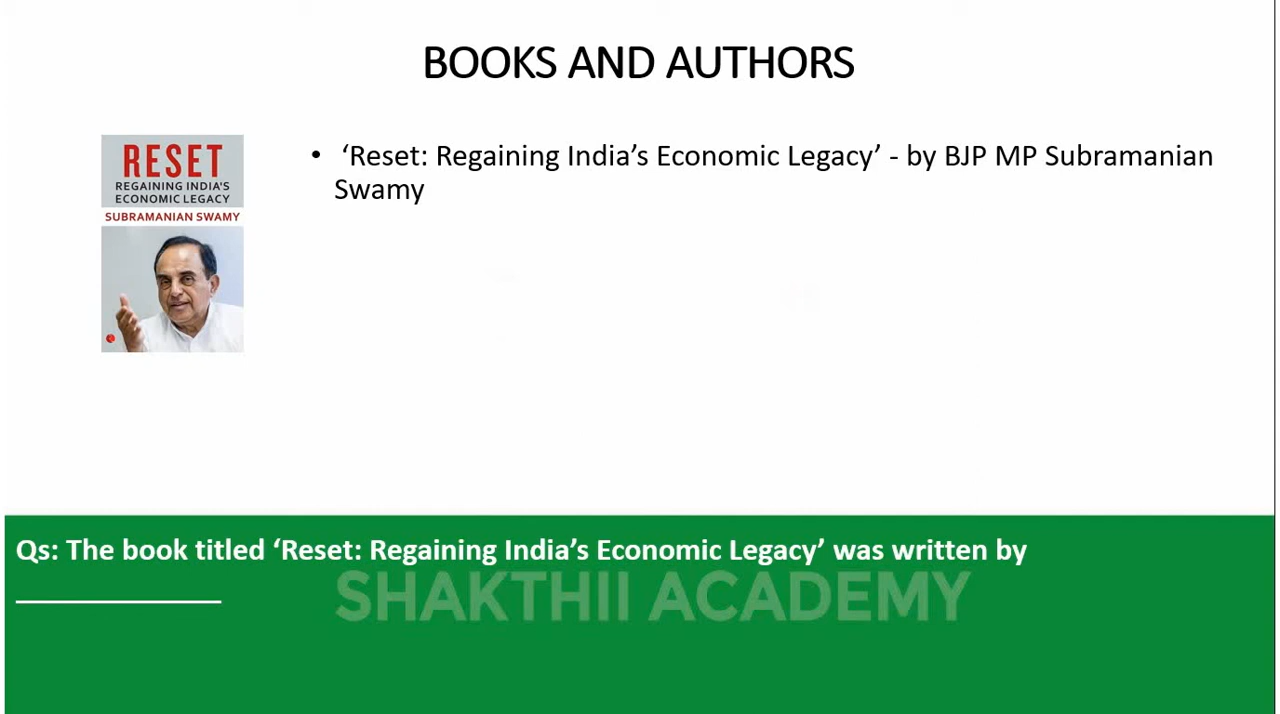 BOOKS AND AUTHORS
RESET
REGAINING INDIA'S
ECONOMIC LEGACY
SUBRAMANIAN SWAMY
• ‘Reset: Regaining India’s Economic Legacy’ - by BJP MP Subramanian
Swamy
Qs: The book titled ‘Reset: Regaining India’s Economic Legacy’ was written by
SHAKTHII ACADEMY